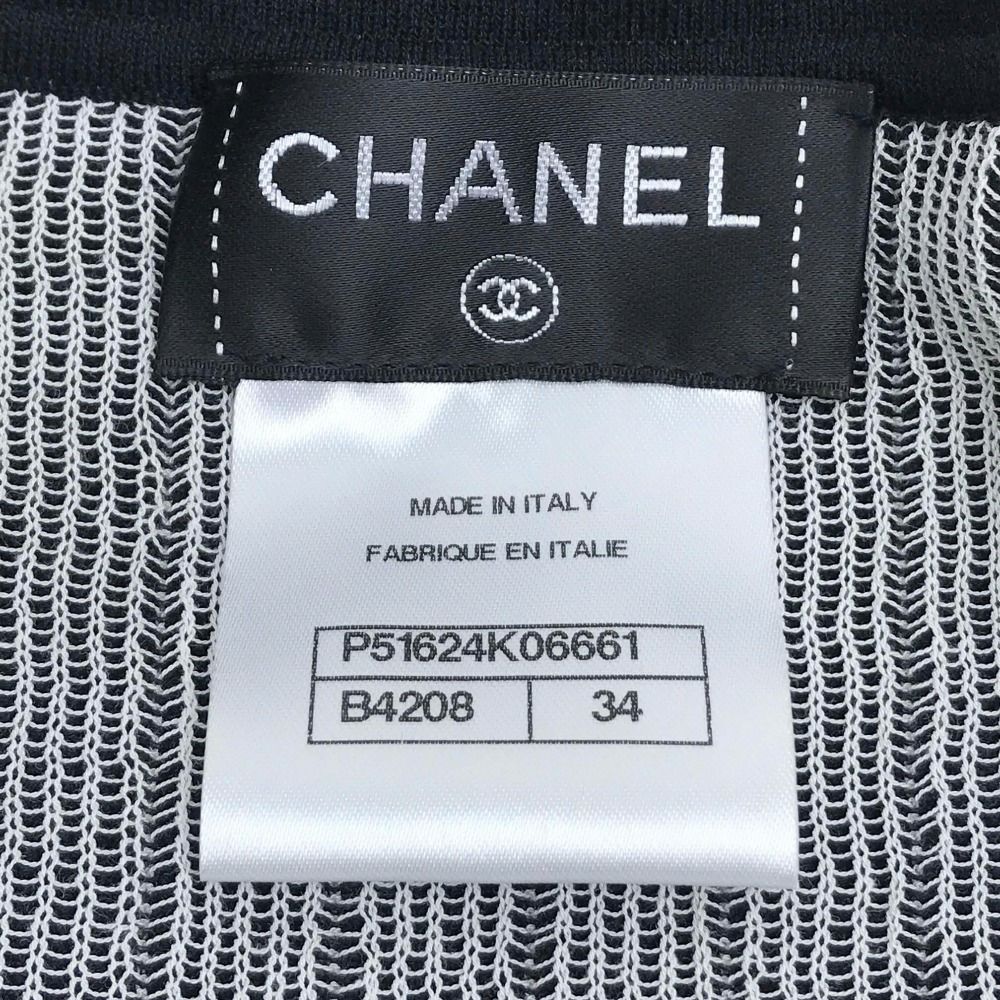 CHANEL
MADE IN ITALY
FABRIQUE EN ITALIE
P51624K06661
B4208 34